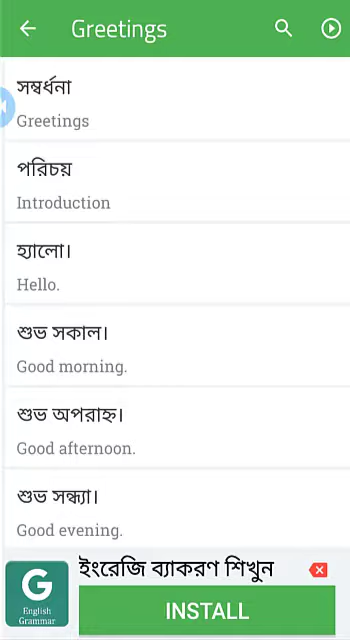 Greetings
সম্বর্ধনা
Greetings
পরিচয়
Introduction
হ্যালো।
Hello.
শুভ সকাল।
Good morning.
শুভ অপরাহ্ন।
Good afternoon.
শুভ সন্ধ্যা।
Good evening.
ইংরেজি ব্যাকরণ শিখুন
G
English
Grammar
INSTALL